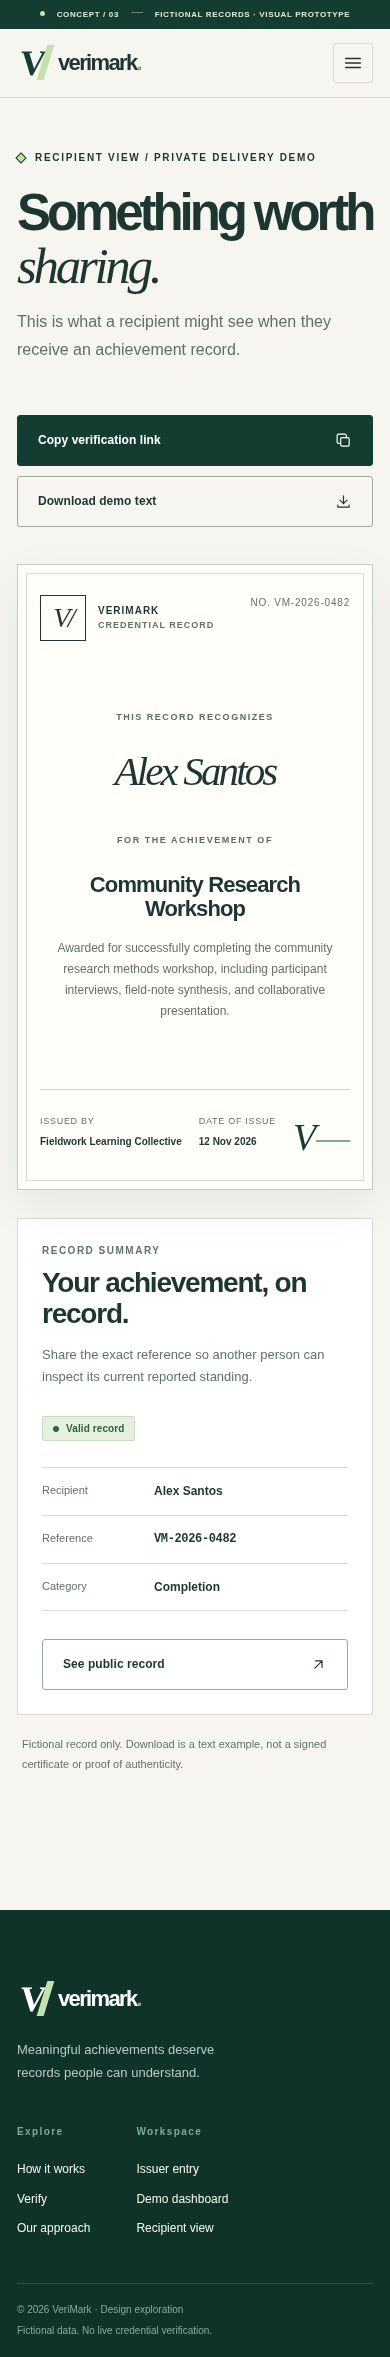 CONCEPT / 03 — FICTIONAL RECORDS · VISUAL PROTOTYPE
V/ verimark.
RECIPIENT VIEW / PRIVATE DELIVERY DEMO
Something worth
sharing.
This is what a recipient might see when they
receive an achievement record.
Copy verification link
Download demo text
V/
VERIMARK
CREDENTIAL RECORD
NO. VM-2026-0482
THIS RECORD RECOGNIZES
Alex Santos
FOR THE ACHIEVEMENT OF
Community Research
Workshop
Awarded for successfully completing the community
research methods workshop, including participant
interviews, field-note synthesis, and collaborative
presentation.
ISSUED BY
Fieldwork Learning Collective
DATE OF ISSUE
12 Nov 2026
V
RECORD SUMMARY
Your achievement, on
record.
Share the exact reference so another person can
inspect its current reported standing.
Valid record
Recipient Alex Santos
Reference VM-2026-0482
Category Completion
See public record
Fictional record only. Download is a text example, not a signed
certificate or proof of authenticity.
V/ verimark.
Meaningful achievements deserve
records people can understand.
Explore
How it works
Verify
Our approach
Workspace
Issuer entry
Demo dashboard
Recipient view
© 2026 VeriMark · Design exploration
Fictional data. No live credential verification.